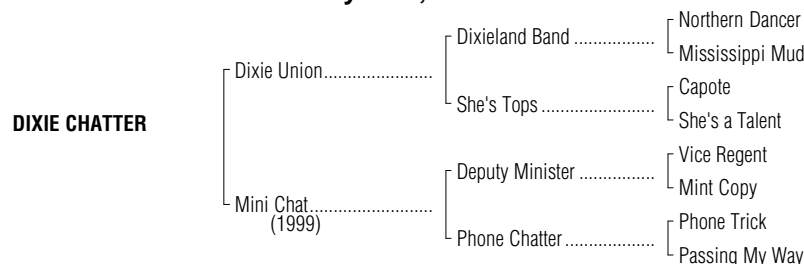 Northern Dancer
Dixieland Band .................
Mississippi Mud
Dixie Union.......................
Capote
She's Tops ........................
She's a Talent
DIXIE CHATTER
Vice Regent
Deputy Minister ................
Mint Copy
Mini Chat..........................
(1999)
Phone Trick
Phone Chatter ...................
Passing My Way